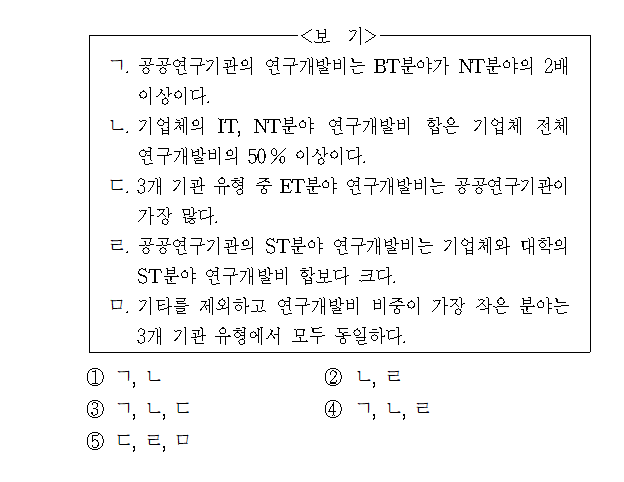 <보 기>
ㄱ. 공공연구기관의 연구개발비는 BT분야가 NT분야의 2배
이상이다.
ㄴ. 기업체의 IT, NT분야 연구개발비 합은 기업체 전체
연구개발비의 50% 이상이다.
ㄷ. 3개 기관 유형 중 ET분야 연구개발비는 공공연구기관이
가장 많다.
ㄹ. 공공연구기관의 ST분야 연구개발비는 기업체와 대학의
ST분야 연구개발비 합보다 크다.
ㅁ. 기타를 제외하고 연구개발비 비중이 가장 작은 분야는
3개 기관 유형에서 모두 동일하다.
① ㄱ, ㄴ ② ㄴ, ㄹ
③ ㄱ, ㄴ, ㄷ ④ ㄱ, ㄴ, ㄹ
⑤ ㄷ, ㄹ, ㅁ